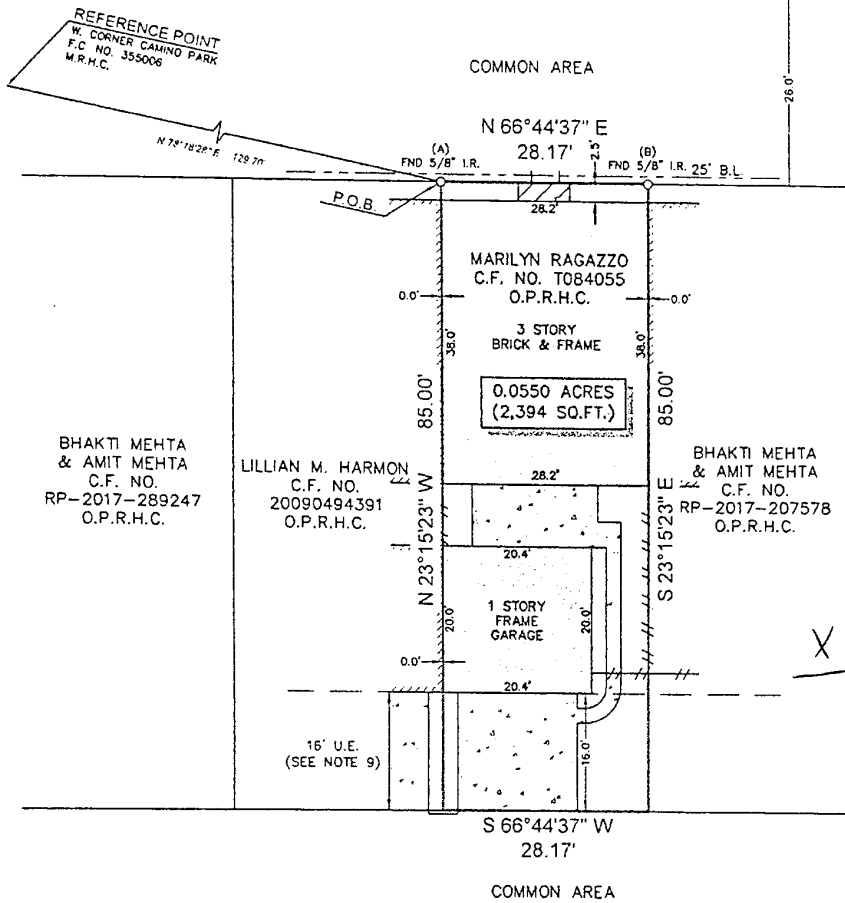 REFERENCE POINT
W. CORNER CAMINO PARK
F.C NO. 355006
M.R.H.C.
COMMON AREA
26.0'
N 66°44'37" E
28.17'
2.5'
N 78°18'28" E 129.70'
(A)
FND 5/8" I.R.
(B)
FND 5/8" I.R.
25' B.L.
P.O.B.
28.2'
MARILYN RAGAZZO
C.F. NO. T084055
O.P.R.H.C.
0.0'
0.0'
3 STORY
BRICK & FRAME
38.0'
38.0'
0.0550 ACRES
(2,394 SQ.FT.)
85.00'
85.00'
BHAKTI MEHTA
& AMIT MEHTA
C.F. NO.
RP-2017-289247
O.P.R.H.C.
LILLIAN M. HARMON
C.F. NO.
20090494391
O.P.R.H.C.
BHAKTI MEHTA
& AMIT MEHTA
C.F. NO.
RP-2017-207578
O.P.R.H.C.
28.2'
N 23°15'23" W
S 23°15'23" E
20.4'
1 STORY
FRAME
GARAGE
20.0'
20.0'
0.0'
20.4'
X
16' U.E.
(SEE NOTE 9)
16.0'
S 66°44'37" W
28.17'
COMMON AREA